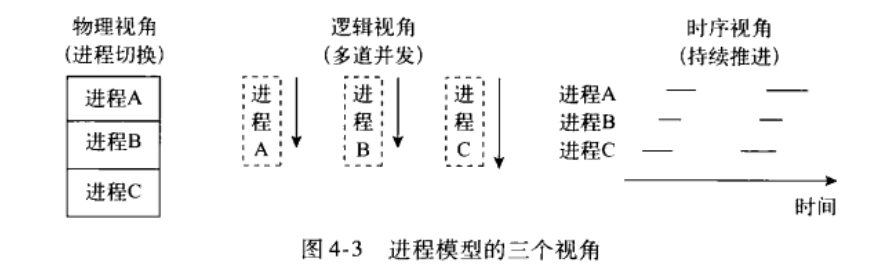 物理视角
(进程切换)
进程A
进程B
进程C
逻辑视角
(多道并发)
进程A
进程B
进程C
时序视角
(持续推进)
进程A
进程B
进程C
时间
图 4-3 进程模型的三个视角